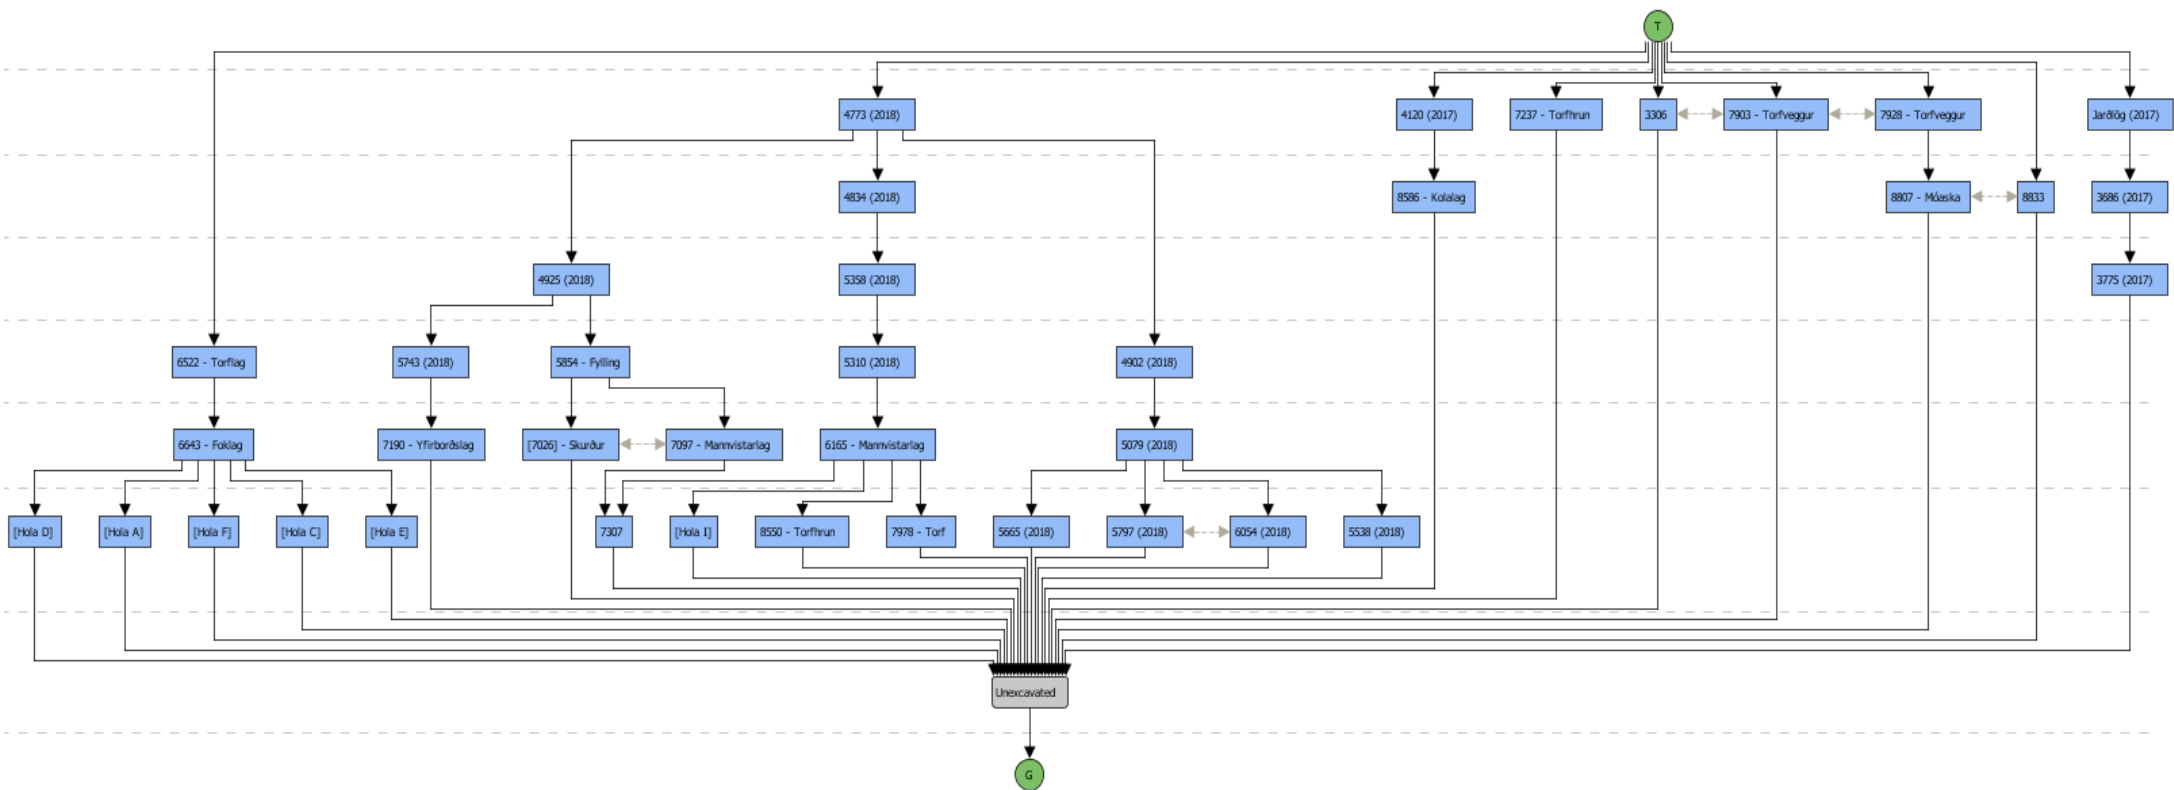 T
4773 (2018)
4120 (2017)
7237 - Torfhrun
3306
7903 - Torfveggur
7928 - Torfveggur
Jarðlög (2017)
4834 (2018)
8586 - Kolalag
8807 - Móaska
8833
3686 (2017)
4925 (2018)
5358 (2018)
3775 (2017)
6522 - Torflag
5743 (2018)
5854 - Fylling
5310 (2018)
4902 (2018)
6643 - Foklag
7190 - Yfirborðslag
[7026] - Skurður
7097 - Mannvistarlag
6165 - Mannvistarlag
5079 (2018)
[Hola D]
[Hola A]
[Hola F]
[Hola C]
[Hola E]
7307
[Hola I]
8550 - Torfhrun
7978 - Torf
5665 (2018)
5797 (2018)
6054 (2018)
5538 (2018)
Unexcavated
G